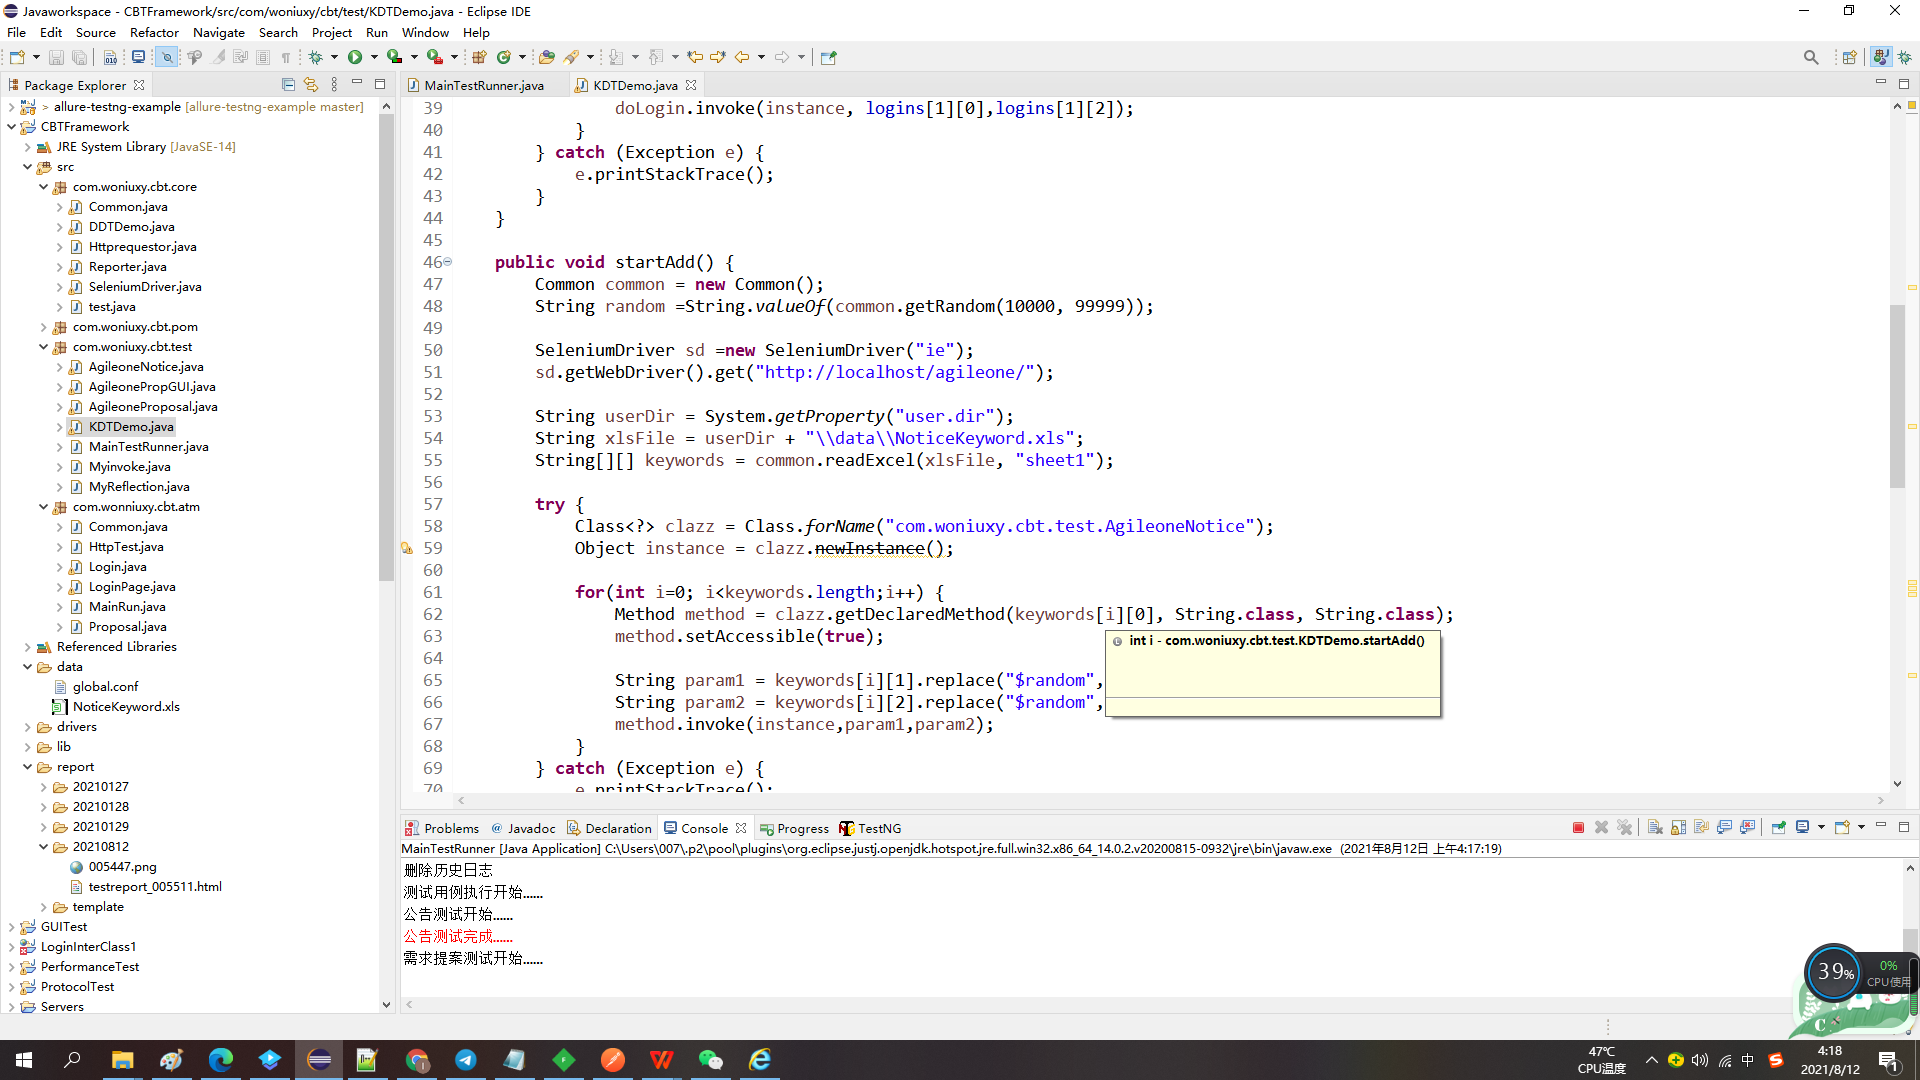 Javaworkspace - CBTFramework/src/com/woniuxy/cbt/test/KDTDemo.java - Eclipse IDE
File Edit Source Refactor Navigate Search Project Run Window Help
Package Explorer
allure-testng-example [allure-testng-example master]
CBTFramework
JRE System Library [JavaSE-14]
src
com.woniuxy.cbt.core
Common.java
DDTDemo.java
Httprequestor.java
Reporter.java
SeleniumDriver.java
test.java
com.woniuxy.cbt.pom
com.woniuxy.cbt.test
AgileoneNotice.java
AgileonePropGUI.java
AgileoneProposal.java
KDTDemo.java
MainTestRunner.java
Myinvoke.java
MyReflection.java
com.wonniuxy.cbt.atm
Common.java
HttpTest.java
Login.java
LoginPage.java
MainRun.java
Proposal.java
Referenced Libraries
data
global.conf
NoticeKeyword.xls
drivers
lib
report
20210127
20210128
20210129
20210812
005447.png
testreport_005511.html
template
GUITest
LoginInterClass1
PerformanceTest
ProtocolTest
Servers
MainTestRunner.java KDTDemo.java
39 doLogin.invoke(instance, logins[1][0],logins[1][2]);
40 }
41 } catch (Exception e) {
42 e.printStackTrace();
43 }
44 }
45
46 public void startAdd() {
47 Common common = new Common();
48 String random =String.valueOf(common.getRandom(10000, 99999));
49
50 SeleniumDriver sd =new SeleniumDriver("ie");
51 sd.getWebDriver().get("http://localhost/agileone/");
52
53 String userDir = System.getProperty("user.dir");
54 String xlsFile = userDir + "\\data\\NoticeKeyword.xls";
55 String[][] keywords = common.readExcel(xlsFile, "sheet1");
56
57 try {
58 Class<?> clazz = Class.forName("com.woniuxy.cbt.test.AgileoneNotice");
59 Object instance = clazz.newInstance();
60
61 for(int i=0; i<keywords.length;i++) {
62 Method method = clazz.getDeclaredMethod(keywords[i][0], String.class, String.class);
63 method.setAccessible(true);
int i - com.woniuxy.cbt.test.KDTDemo.startAdd()
64
65 String param1 = keywords[i][1].replace("$random",
66 String param2 = keywords[i][2].replace("$random",
67 method.invoke(instance,param1,param2);
68 }
69 } catch (Exception e) {
70 e.printStackTrace();
Problems @ Javadoc Declaration Console Progress TestNG
MainTestRunner [Java Application] C:\Users\007\.p2\pool\plugins\org.eclipse.justj.openjdk.hotspot.jre.full.win32.x86_64_14.0.2.v20200815-0932\jre\bin\javaw.exe (2021年8月12日 上午4:17:19)
删除历史日志
测试用例执行开始......
公告测试开始......
公告测试完成......
需求提案测试开始......
39%
0%
CPU使用
47℃
CPU温度
中
4:18
2021/8/12
1